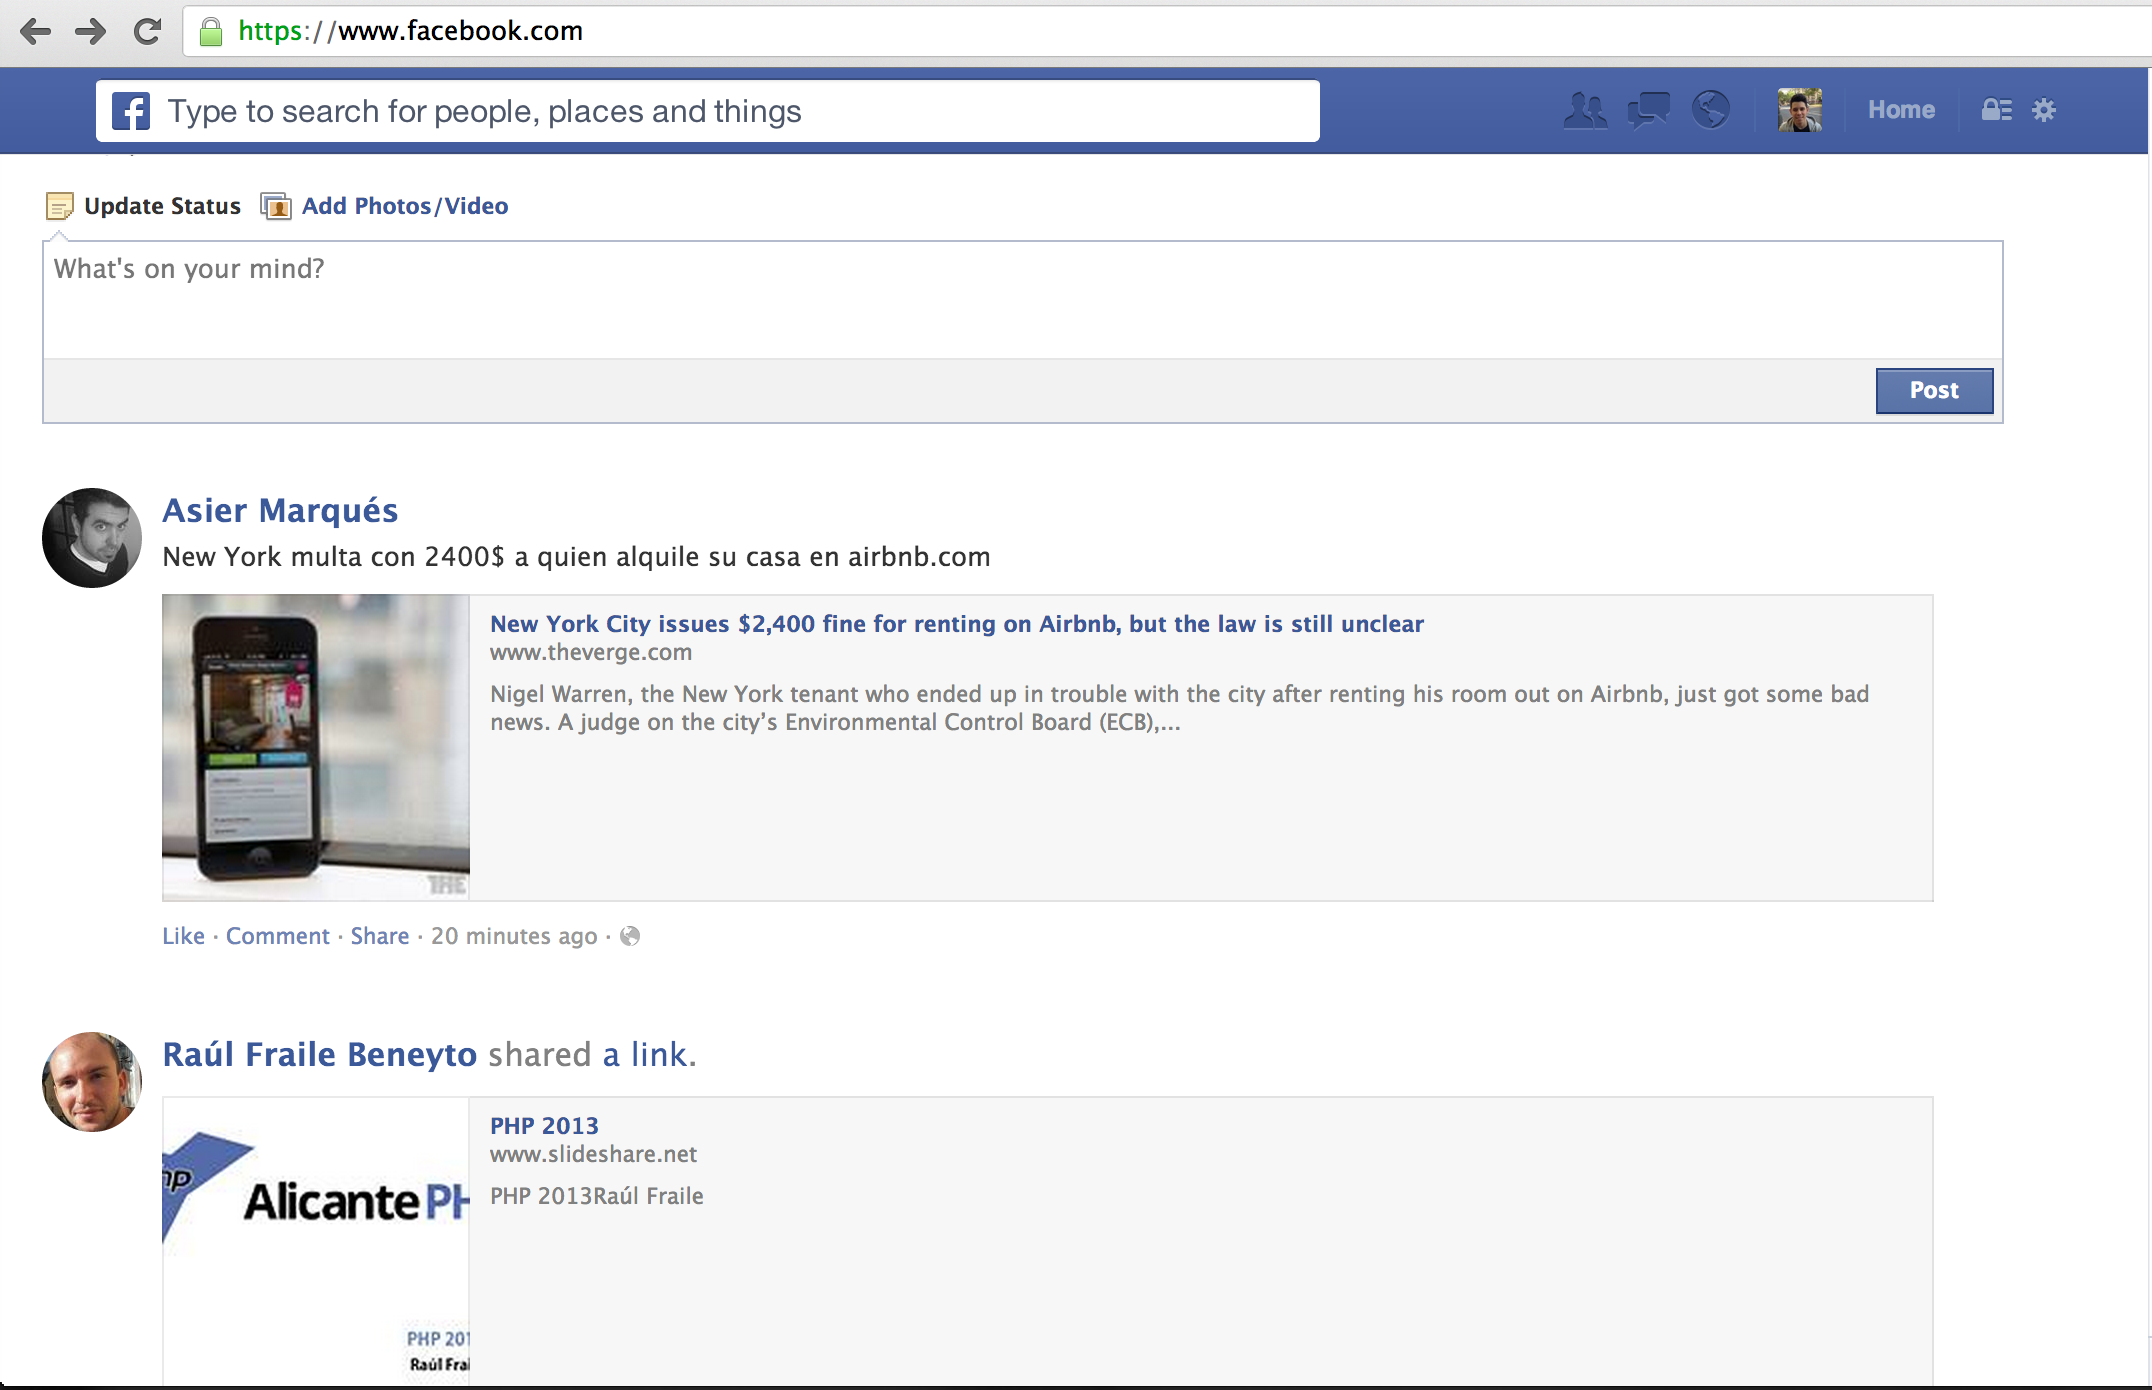 https://www.facebook.com
f Type to search for people, places and things
Home
Update Status Add Photos/Video
What's on your mind?
Post
Asier Marqués
New York multa con 2400$ a quien alquile su casa en airbnb.com
New York City issues $2,400 fine for renting on Airbnb, but the law is still unclear
www.theverge.com
Nigel Warren, the New York tenant who ended up in trouble with the city after renting his room out on Airbnb, just got some bad
news. A judge on the city’s Environmental Control Board (ECB),...
THE
Like · Comment · Share · 20 minutes ago ·
Raúl Fraile Beneyto shared a link.
PHP 2013
www.slideshare.net
PHP 2013Raúl Fraile
hp
Alicante PH
PHP 201
Raúl Frai